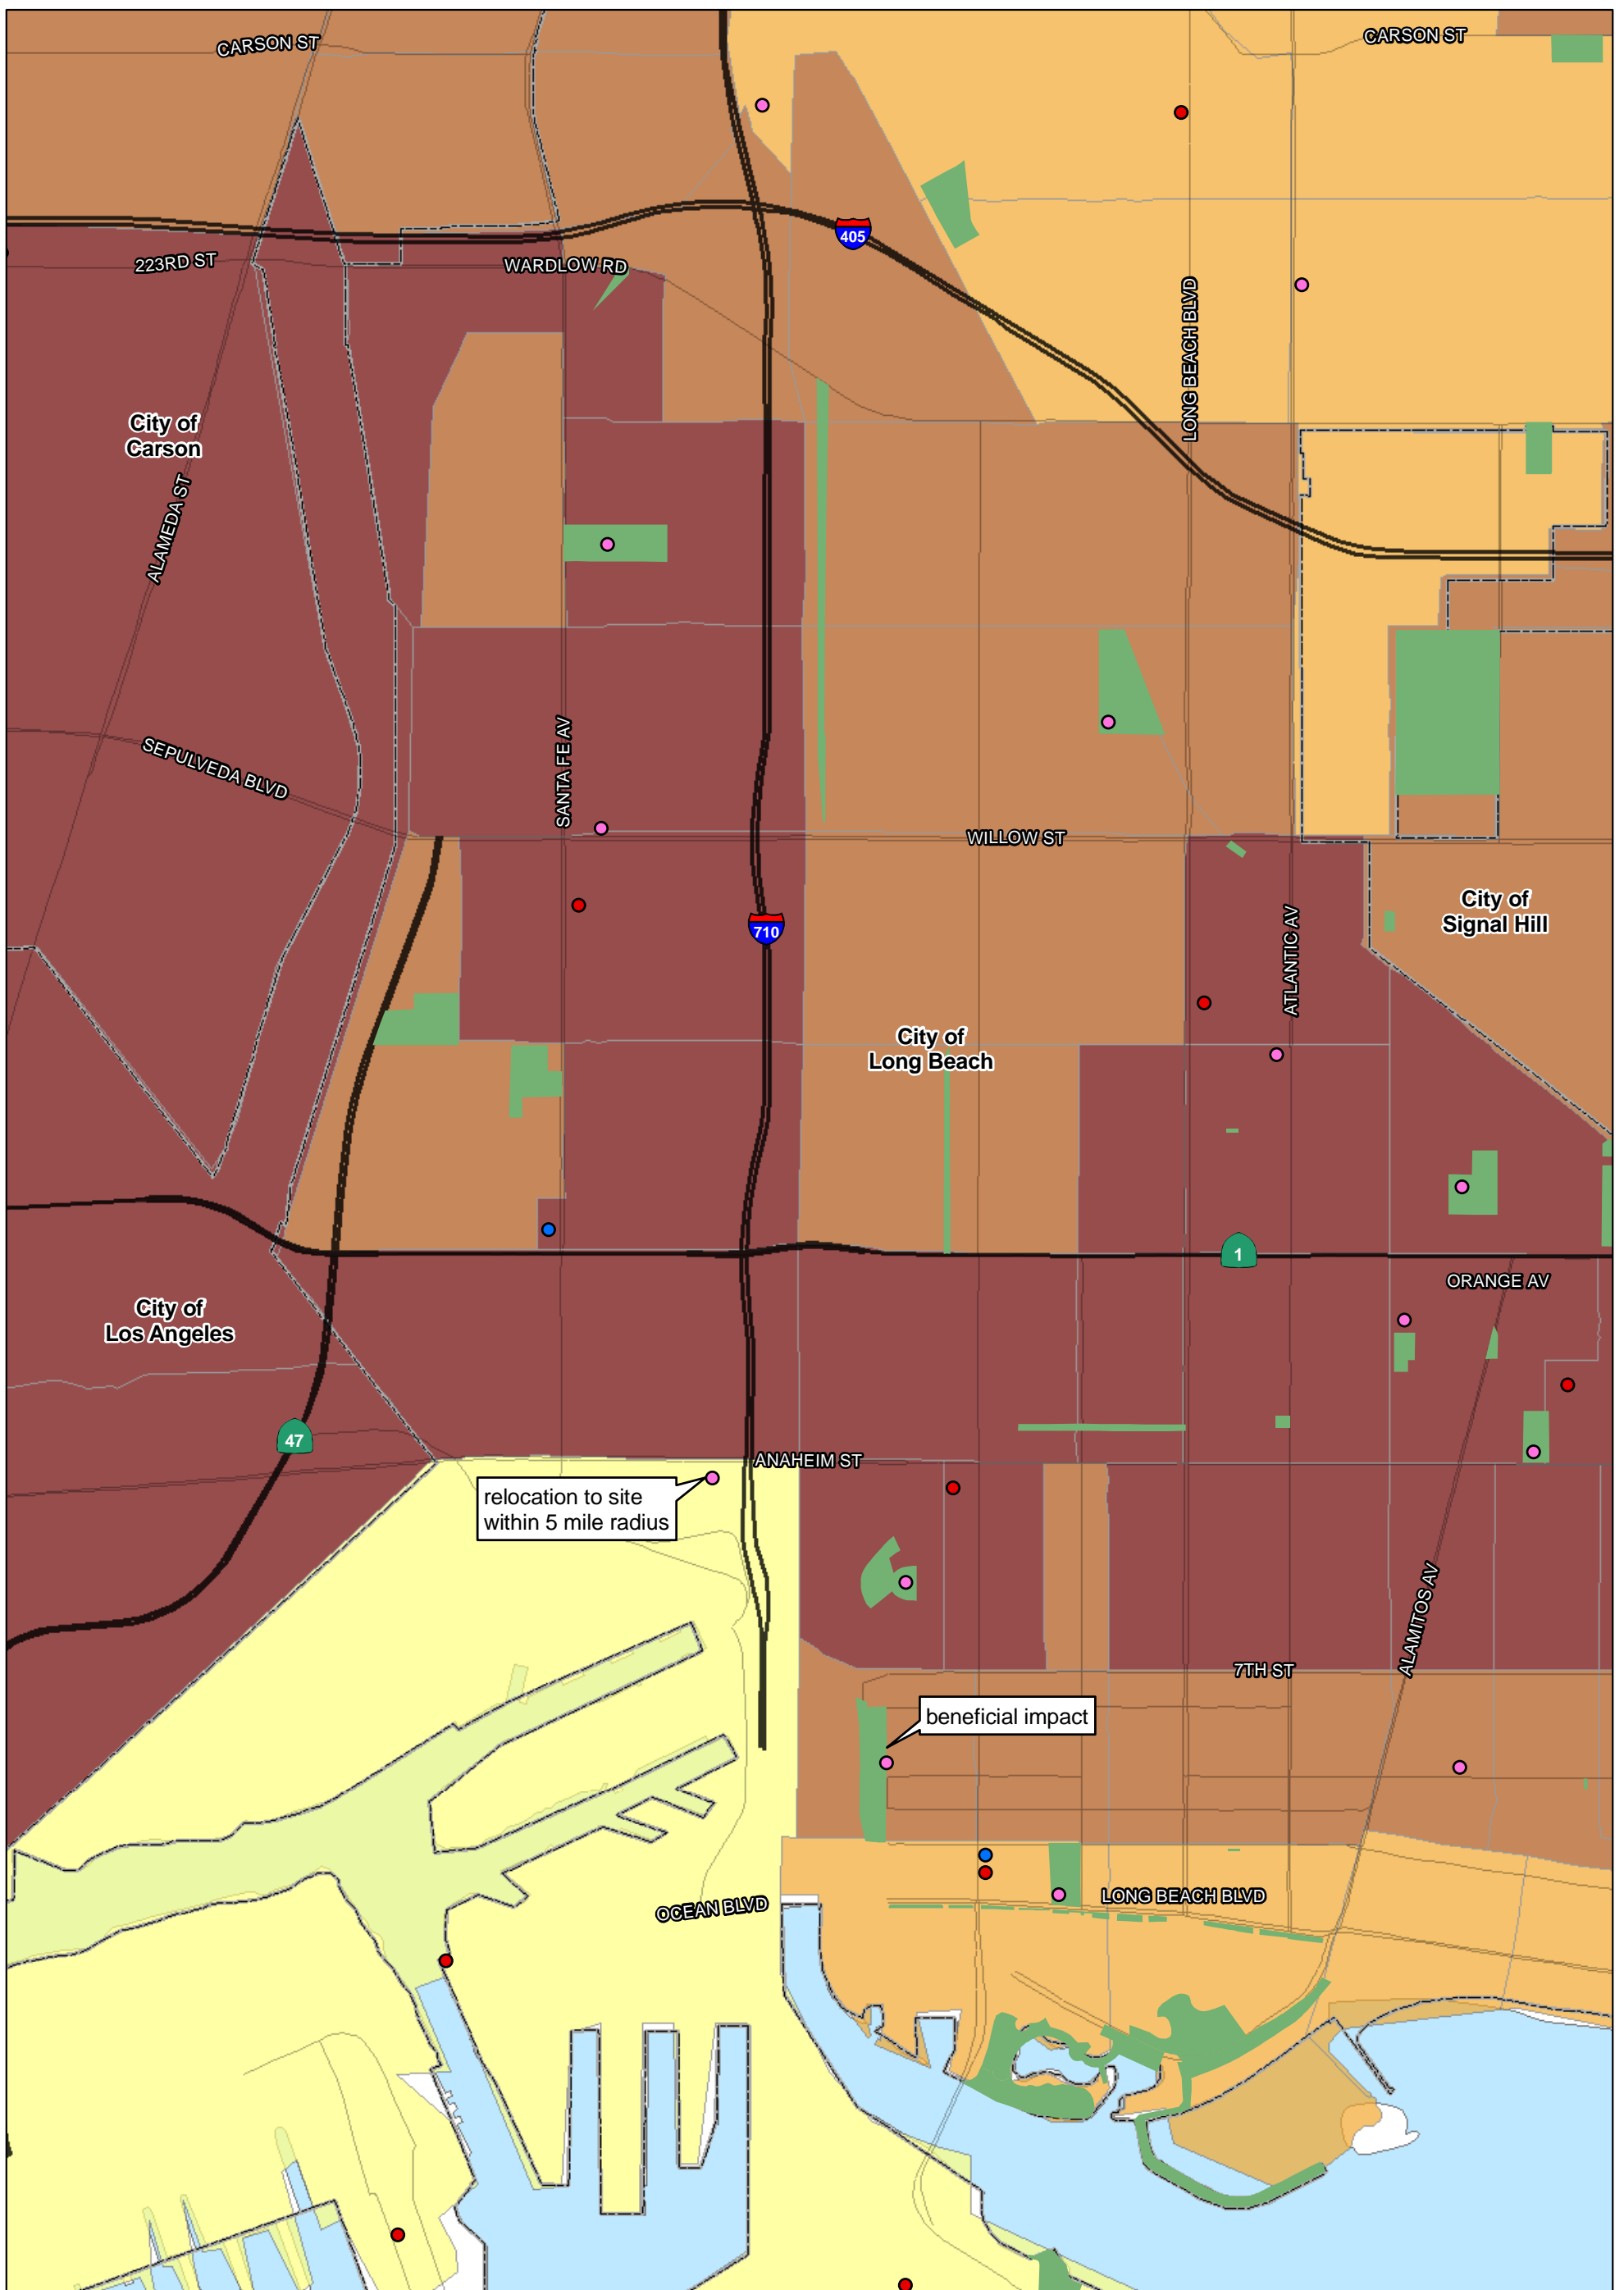 CARSON ST
CARSON ST
405
223RD ST
WARDLOW RD
LONG BEACH BLVD
City of
Carson
ALAMEDA ST
SEPULVEDA BLVD
SANTA FE AV
WILLOW ST
City of
Signal Hill
710
ATLANTIC AV
City of
Long Beach
1
ORANGE AV
City of
Los Angeles
47
ANAHEIM ST
relocation to site
within 5 mile radius
ALAMITOS AV
7TH ST
beneficial impact
LONG BEACH BLVD
OCEAN BLVD